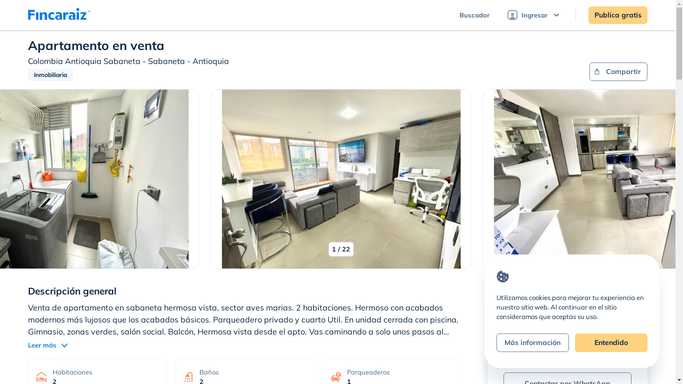 Fincaraiz
Buscador
Ingresar
Publica gratis
Apartamento en venta
Colombia Antioquia Sabaneta - Sabaneta - Antioquia
Inmobiliaria
Compartir
1 / 22
Descripción general
Venta de apartamento en sabaneta hermosa vista, sector aves marias. 2 habitaciones. Hermoso con acabados
modernos más lujosos que los acabados básicos. Parqueadero privado y cuarto Util. En unidad cerrada con piscina,
Gimnasio, zonas verdes, salón social. Balcón, Hermosa vista desde el apto. Vas caminando a solo unos pasos al...
Leer más
Habitaciones
2
Baños
2
Parqueaderos
1
Utilizamos cookies para mejorar tu experiencia en
nuestro sitio web. Al continuar en el sitio
consideramos que aceptas su uso.
Más información
Entendido
Contactar por WhatsApp